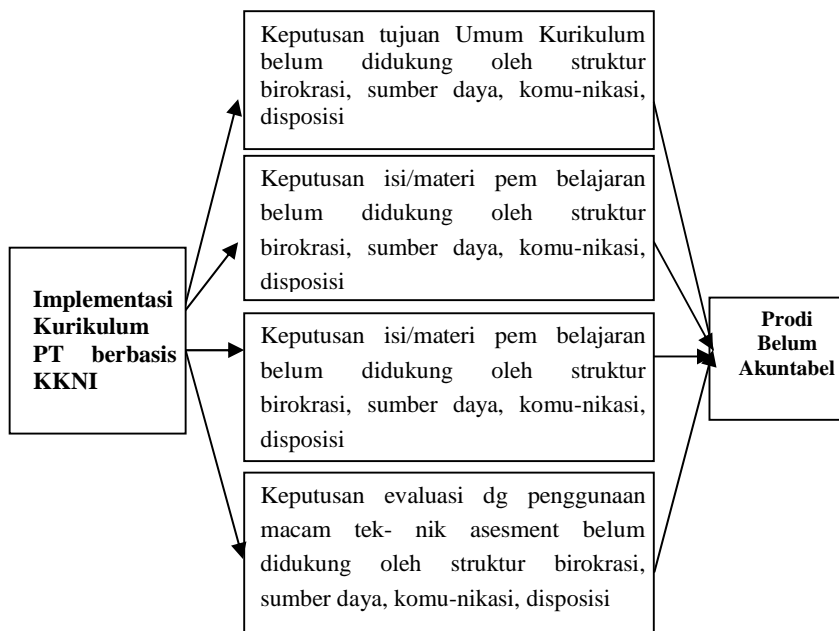 Keputusan tujuan Umum Kurikulum
belum didukung oleh struktur
birokrasi, sumber daya, komu-nikasi,
disposisi
Keputusan isi/materi pem belajaran
belum didukung oleh struktur
birokrasi, sumber daya, komu-nikasi,
disposisi
Implementasi
Kurikulum
PT berbasis
KKNI
Keputusan isi/materi pem belajaran
belum didukung oleh struktur
birokrasi, sumber daya, komu-nikasi,
disposisi
Keputusan evaluasi dg penggunaan
macam tek- nik asesment belum
didukung oleh struktur birokrasi,
sumber daya, komu-nikasi, disposisi
Prodi
Belum
Akuntabel